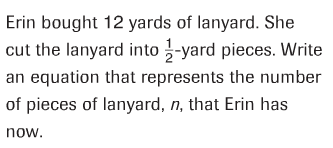 Erin bought 12 yards of lanyard. She
cut the lanyard into 1/2-yard pieces. Write
an equation that represents the number
of pieces of lanyard, n, that Erin has
now.